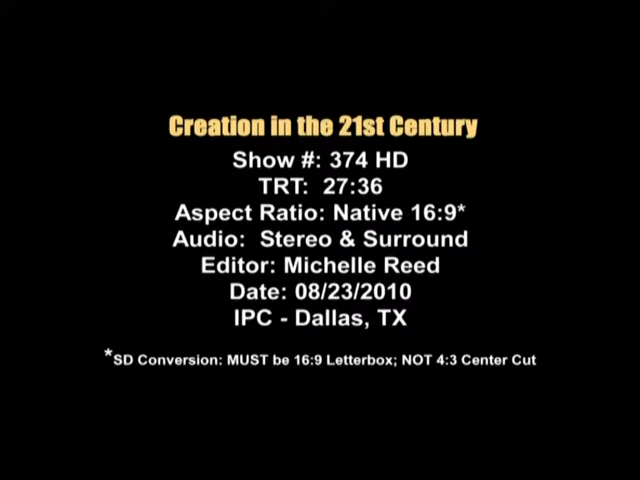 Creation in the 21st Century
Show #: 374 HD
TRT:  27:36
Aspect Ratio: Native 16:9*
Audio:  Stereo & Surround
Editor: Michelle Reed
Date: 08/23/2010
IPC - Dallas, TX
*SD Conversion: MUST be 16:9 Letterbox; NOT 4:3 Center Cut